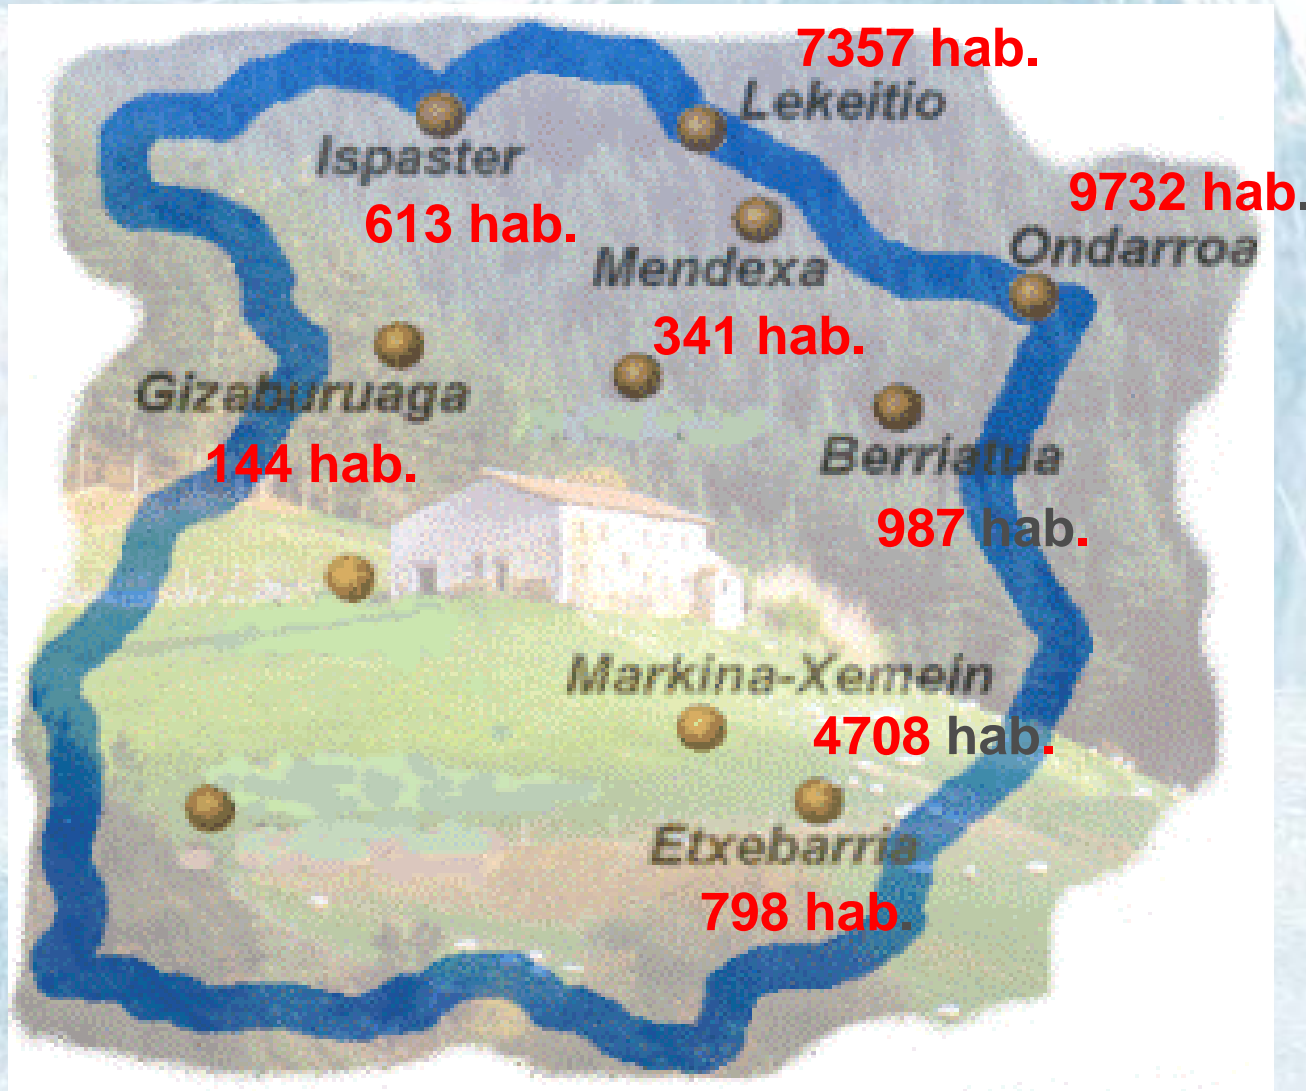 7357 hab.
Lekeitio
Ispaster
613 hab.
9732 hab.
Ondarroa
Mendexa
341 hab.
Gizaburuaga
144 hab.
Berriatua
987 hab.
Markina-Xemein
4708 hab.
Etxebarria
798 hab.